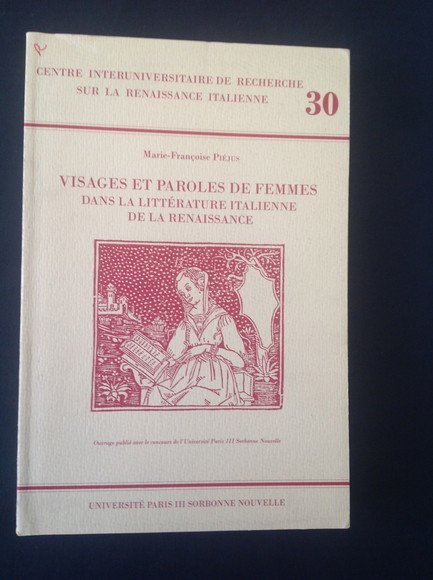 CENTRE INTERUNIVERSITAIRE DE RECHERCHE
SUR LA RENAISSANCE ITALIENNE
30
Marie-Françoise PIÉJUS
VISAGES ET PAROLES DE FEMMES
DANS LA LITTÉRATURE ITALIENNE
DE LA RENAISSANCE
Ouvrage publié avec le concours de l'Université Paris III Sorbonne Nouvelle
UNIVERSITÉ PARIS III SORBONNE NOUVELLE